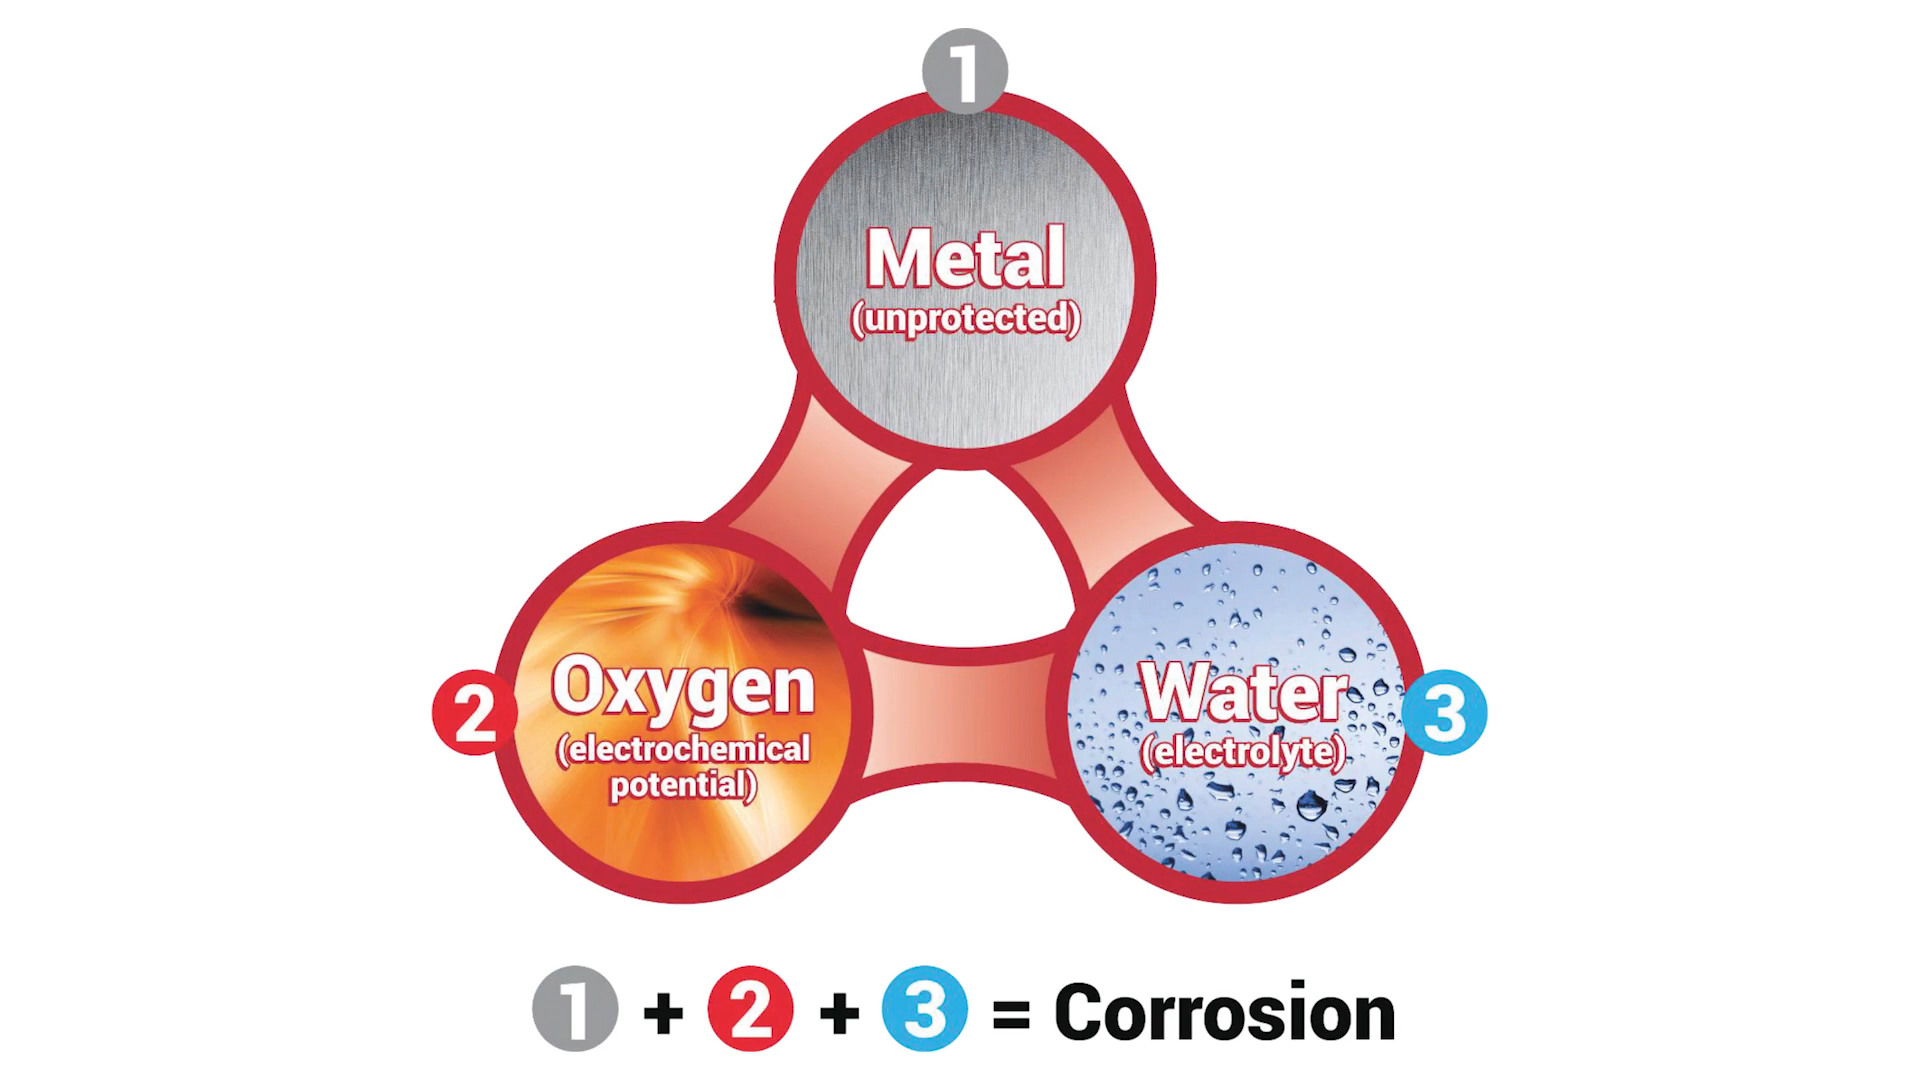 1
Metal
(unprotected)
2
Oxygen
(electrochemical
potential)
Water
(electrolyte)
3
1 + 2 + 3 = Corrosion